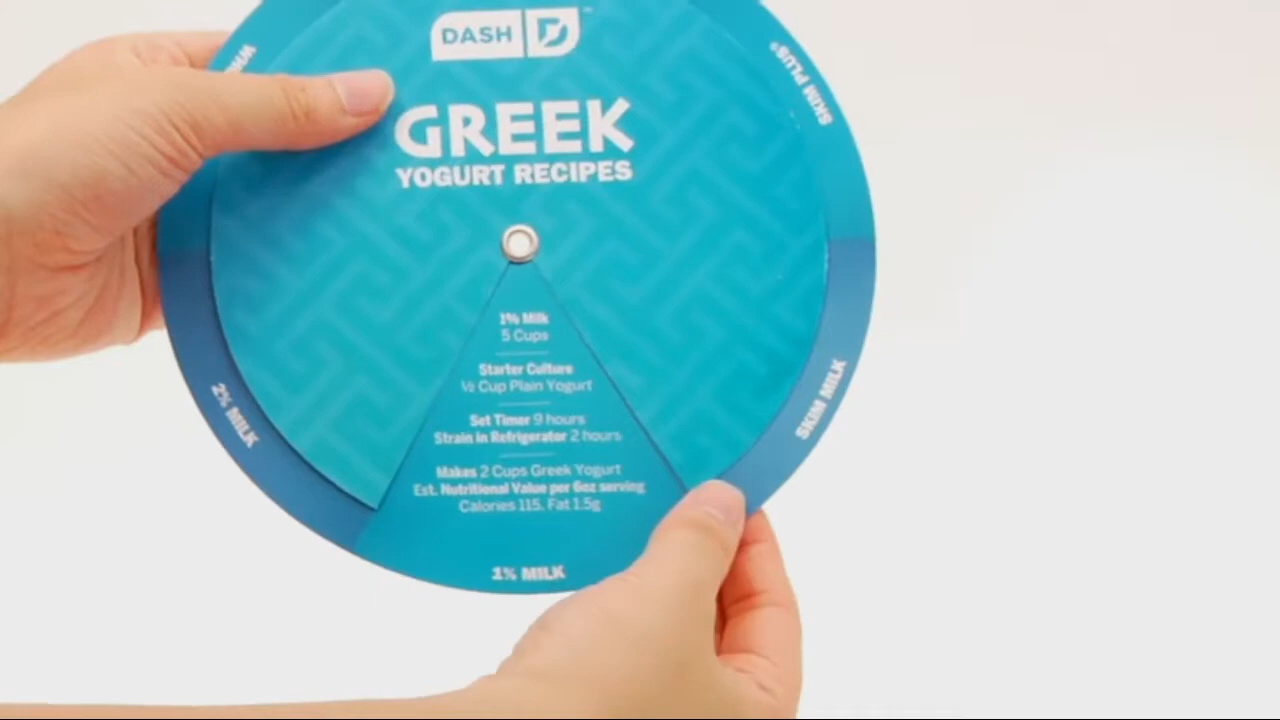 DASH
GREEK
YOGURT RECIPES
SKIM PLUS®
1% Milk
5 Cups
Starter Culture
½ Cup Plain Yogurt
Set Timer 9 hours
Strain in Refrigerator 2 hours
Makes 2 Cups Greek Yogurt
Est. Nutritional Value per 6oz serving
Calories 115, Fat 1.5g
2% MILK
1% MILK
SKIM MILK